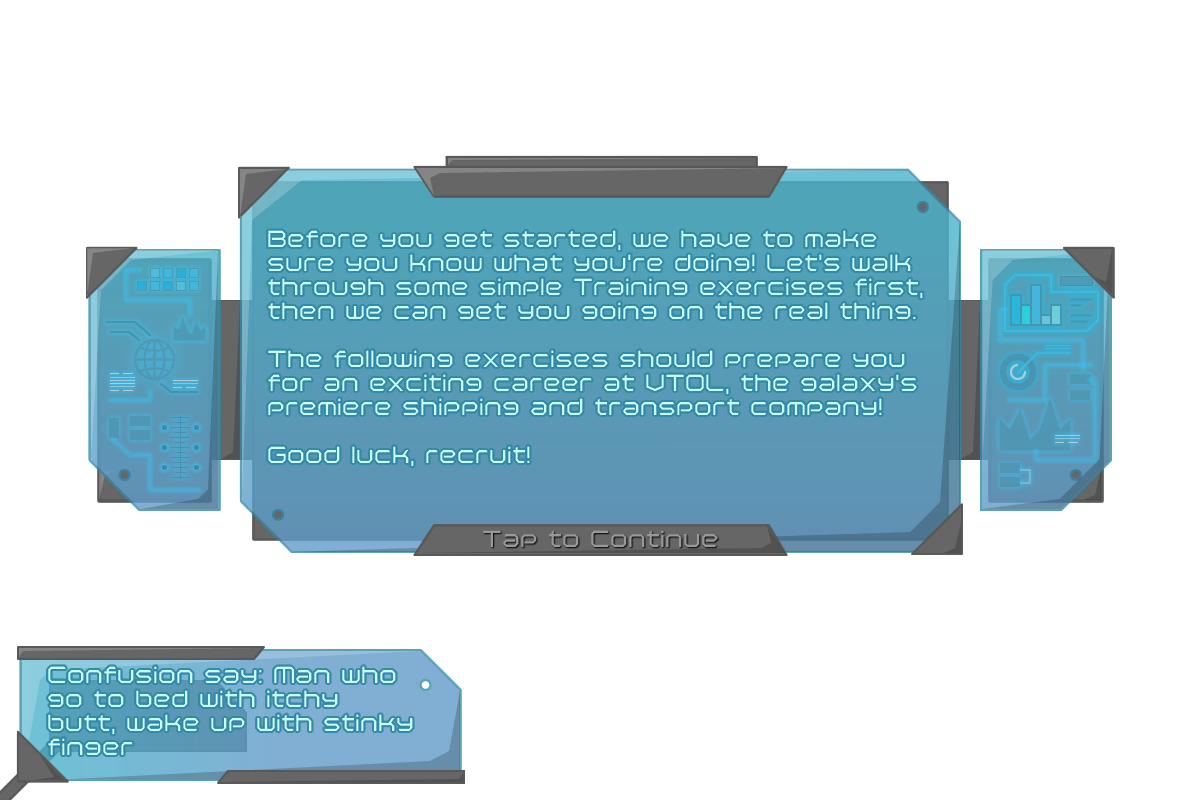 Before you get started, we have to make
sure you know what you're doing! Let's walk
through some simple Training exercises first,
then we can get you going on the real thing.
The following exercises should prepare you
for an exciting career at VTOL, the galaxy's
premiere shipping and transport company!
Good luck, recruit!
Tap to Continue
Confusion say: Man who
go to bed with itchy
butt, wake up with stinky
finger